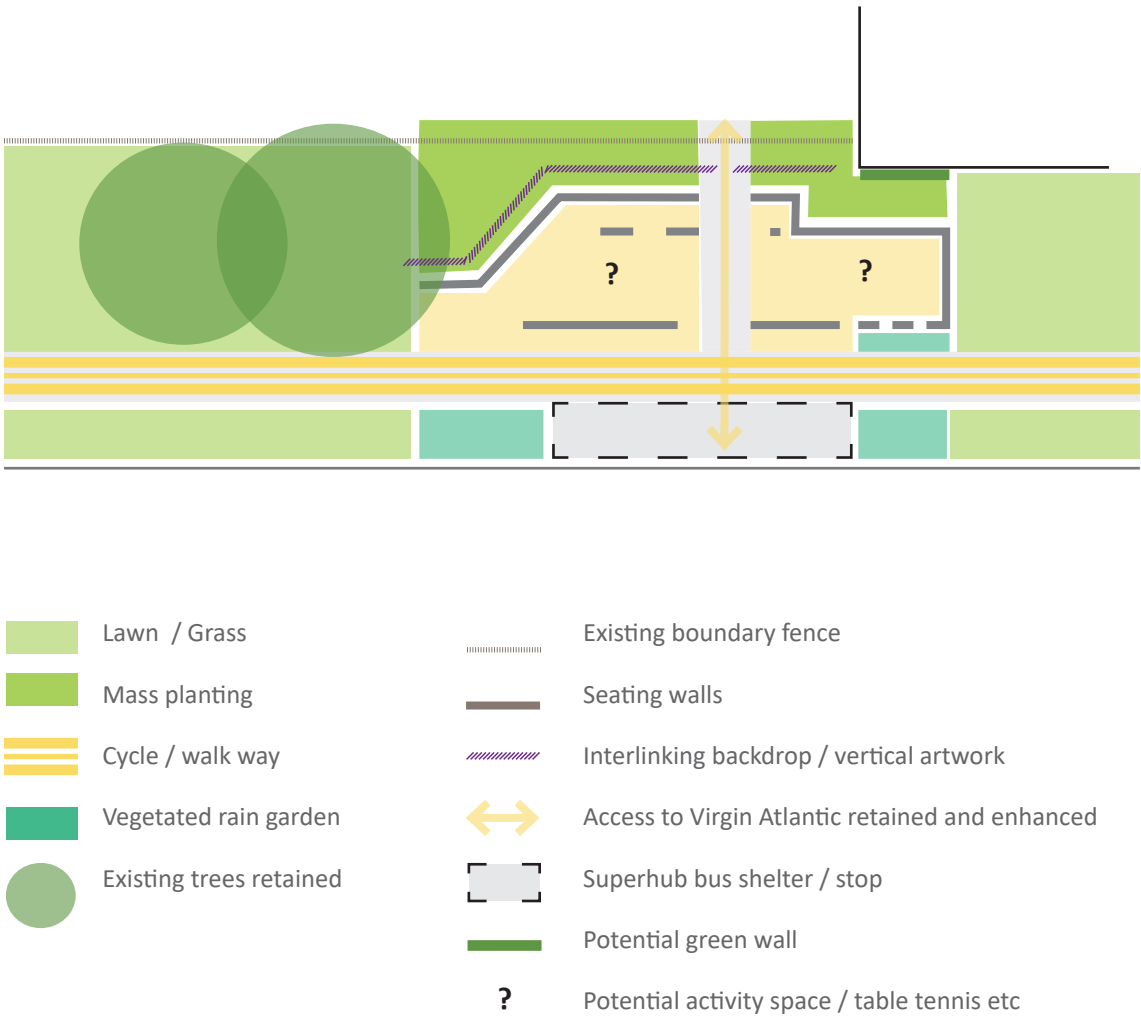 ?
?
Lawn / Grass
Mass planting
Cycle / walk way
Vegetated rain garden
Existing trees retained
Existing boundary fence
Seating walls
Interlinking backdrop / vertical artwork
Access to Virgin Atlantic retained and enhanced
Superhub bus shelter / stop
Potential green wall
? Potential activity space / table tennis etc